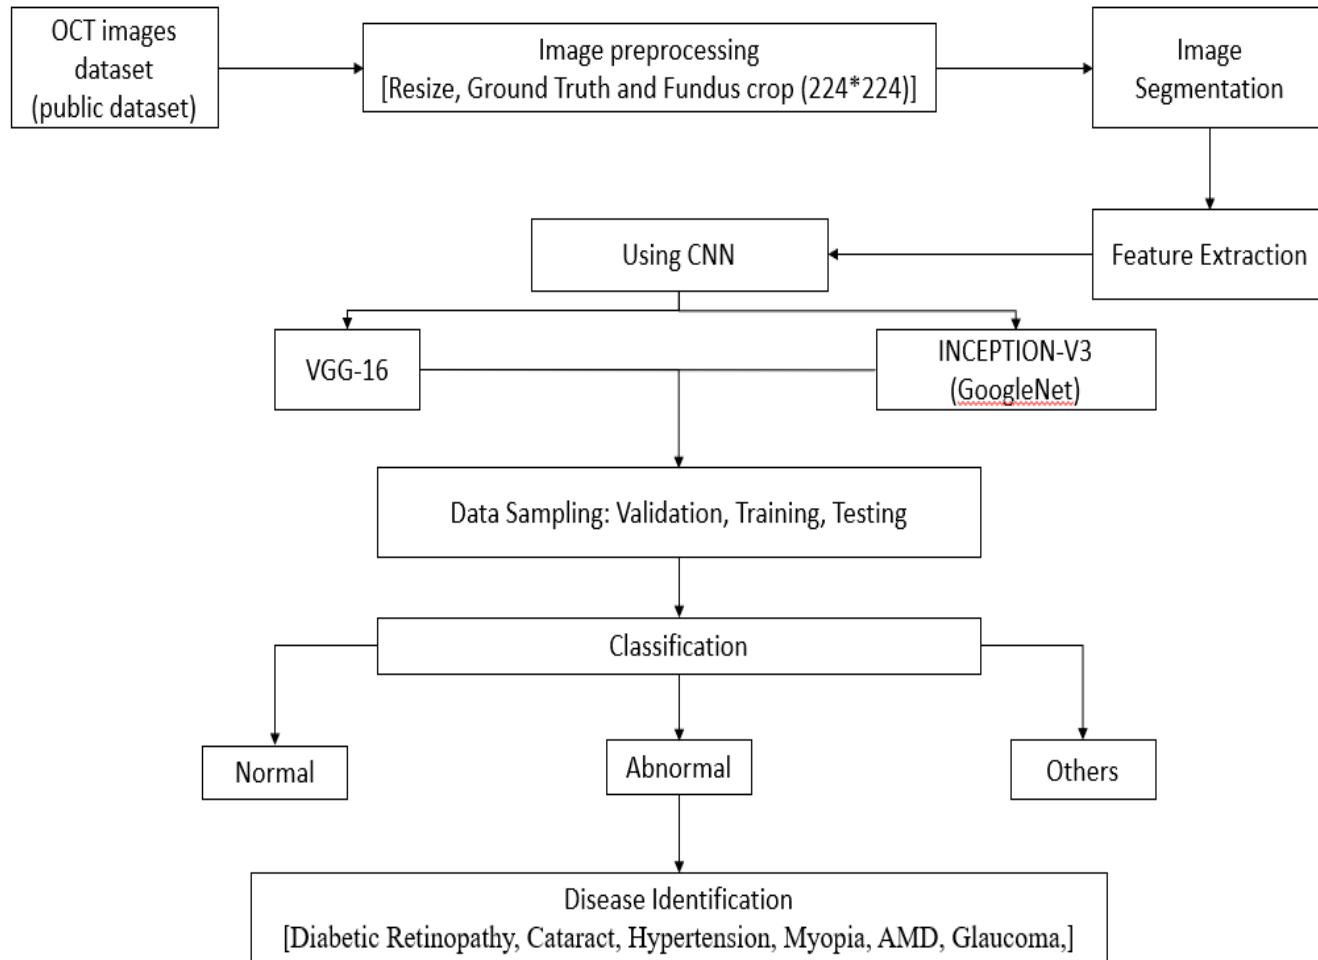 OCT images
dataset
(public dataset)
Image preprocessing
[Resize, Ground Truth and Fundus crop (224*224)]
Image
Segmentation
Using CNN
Feature Extraction
VGG-16
INCEPTION-V3
(GoogleNet)
Data Sampling: Validation, Training, Testing
Classification
Normal
Abnormal
Others
Disease Identification
[Diabetic Retinopathy, Cataract, Hypertension, Myopia, AMD, Glaucoma,]